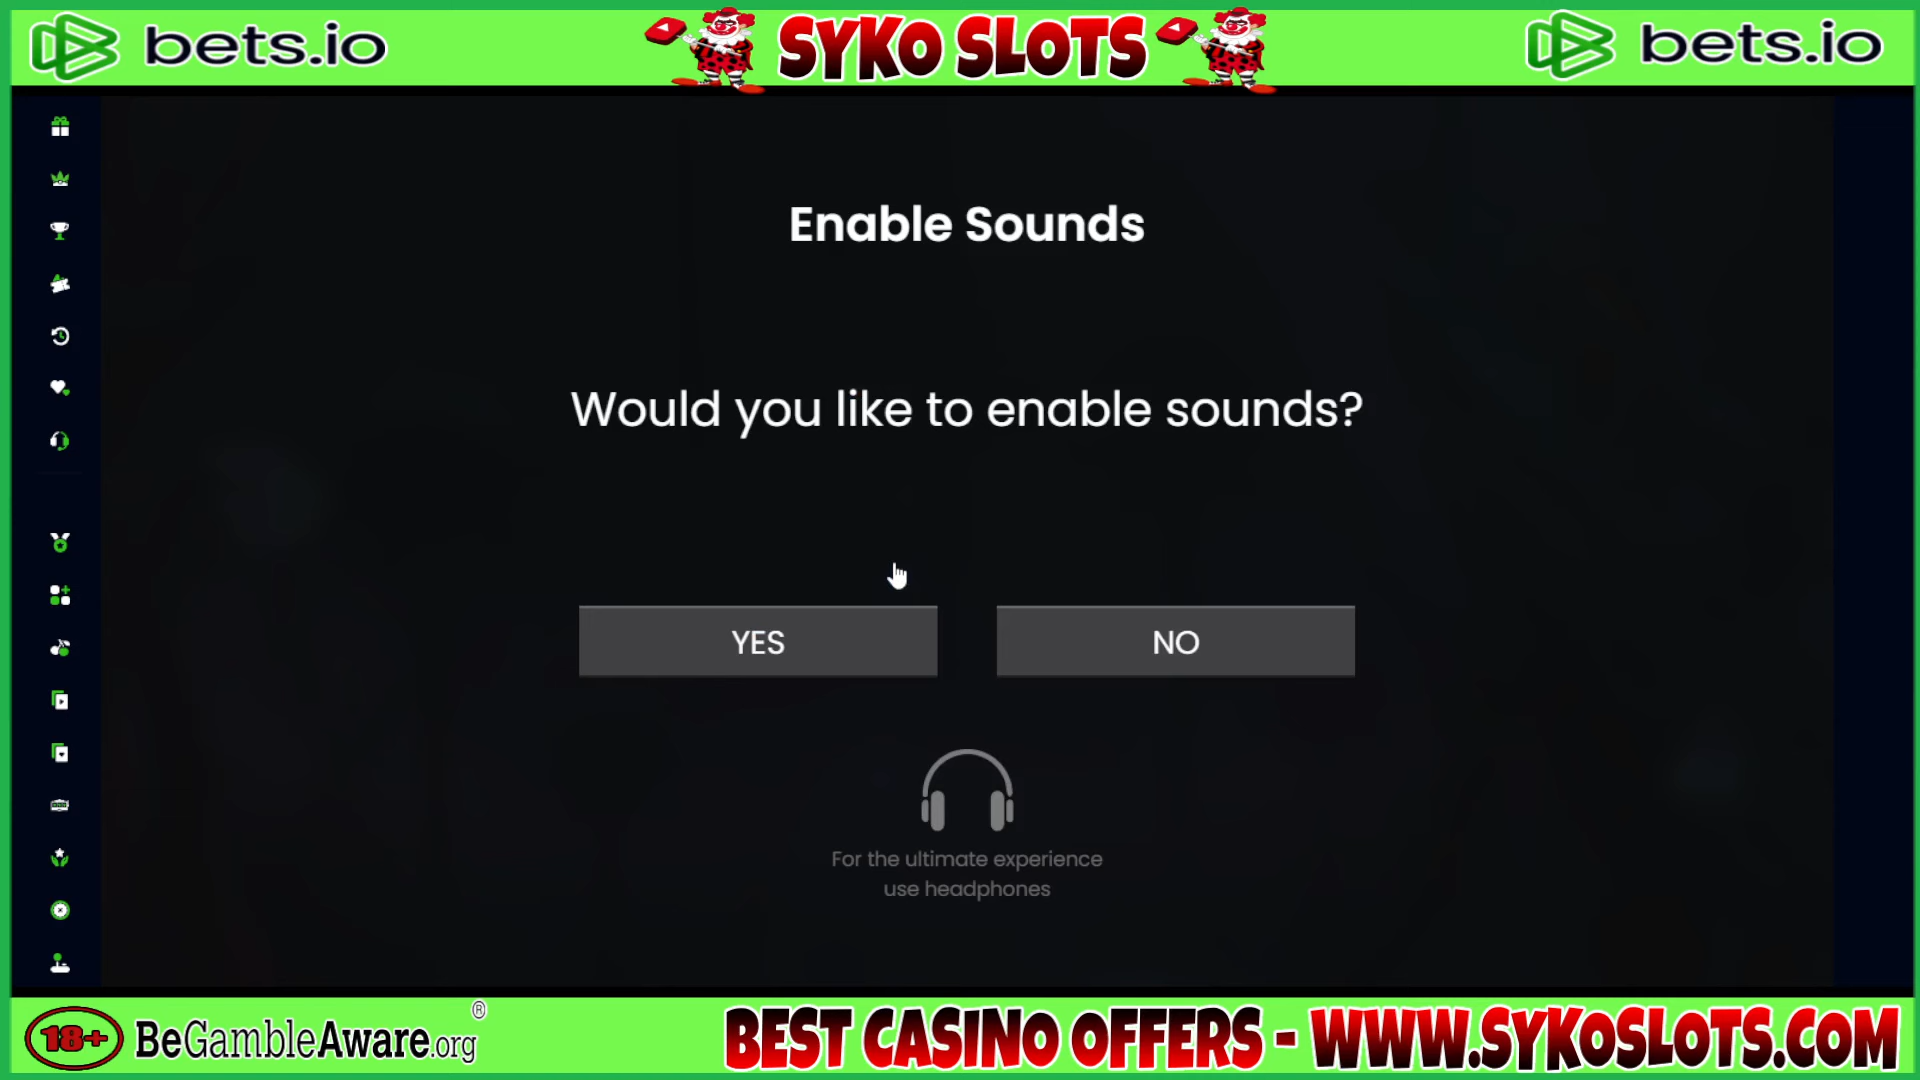 bets.io
SYKO SLOTS
bets.io
Enable Sounds
Would you like to enable sounds?
YES
NO
For the ultimate experience
use headphones
18+
BeGambleAware.org®
BEST CASINO OFFERS - WWW.SYKOSLOTS.COM